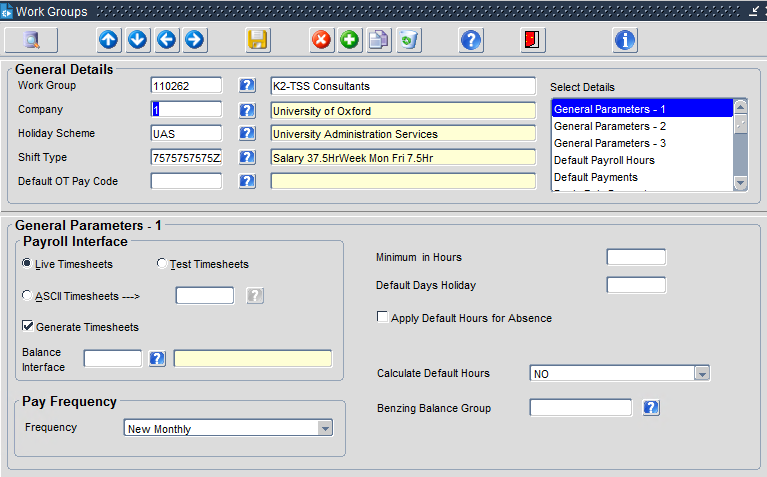 Work Groups
General Details
Work Group 110262 K2-TSS Consultants
Company 1 University of Oxford
Holiday Scheme UAS University Administration Services
Shift Type 7575757575Z Salary 37.5HrWeek Mon Fri 7.5Hr
Default OT Pay Code
Select Details
General Parameters - 1
General Parameters - 2
General Parameters - 3
Default Payroll Hours
Default Payments
General Parameters - 1
Payroll Interface
Live Timesheets Test Timesheets
ASCII Timesheets --->
Generate Timesheets
Balance
Interface
Pay Frequency
Frequency New Monthly
Minimum in Hours
Default Days Holiday
Apply Default Hours for Absence
Calculate Default Hours NO
Benzing Balance Group